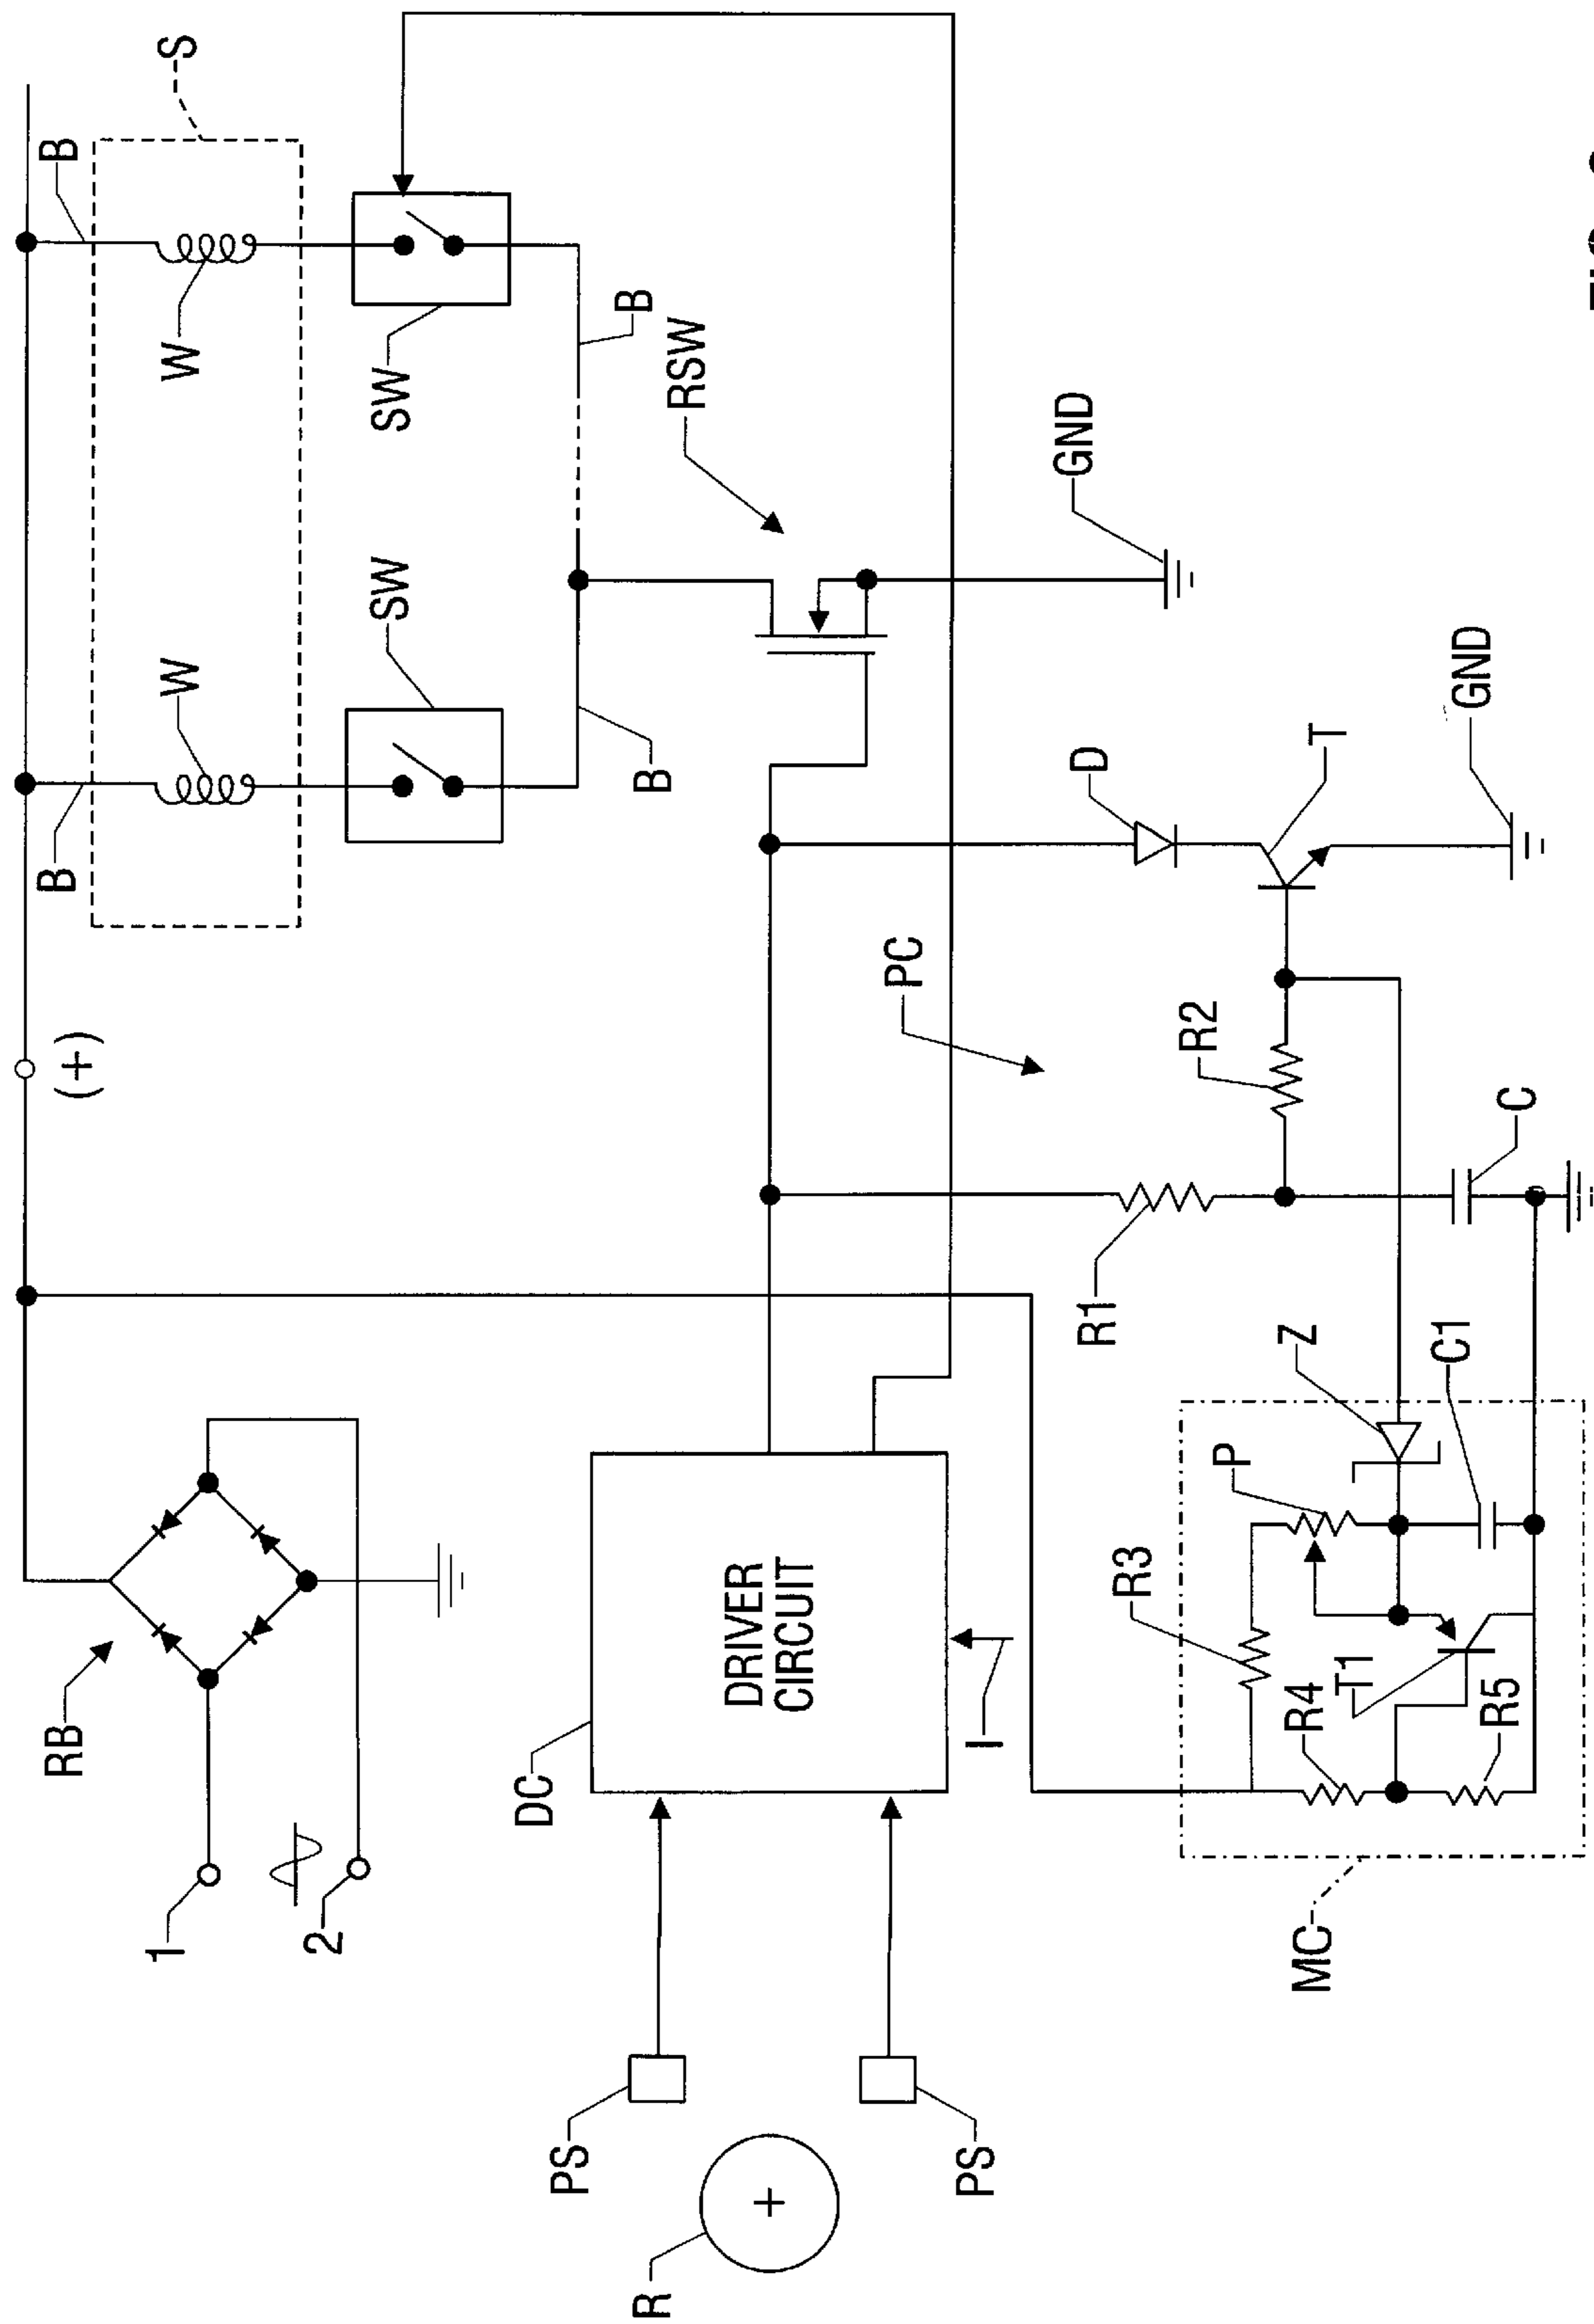 S
B
B
W
W
SW
SW
B
B
RSW
(+)
GND
GND
D
T
PC
R2
C
R1
Z
C1
P
R3
R4
T1
R5
MC
RB
1
2
DC
DRIVER
CIRCUIT
I
PS
PS
R
+